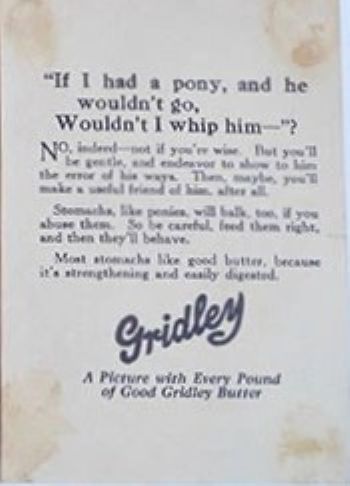 "If I had a pony, and he
wouldn't go,
Wouldn't I whip him—"?
NO, indeed—not if you're wise. But you'll
be gentle, and endeavor to show to him
the error of his ways. Then, maybe, you'll
make a useful friend of him, after all.
Stomachs, like ponies, will balk, too, if you
abuse them. So be careful, feed them right,
and then they'll behave.
Most stomachs like good butter, because
it's strengthening and easily digested.
Gridley
A Picture with Every Pound
of Good Gridley Butter